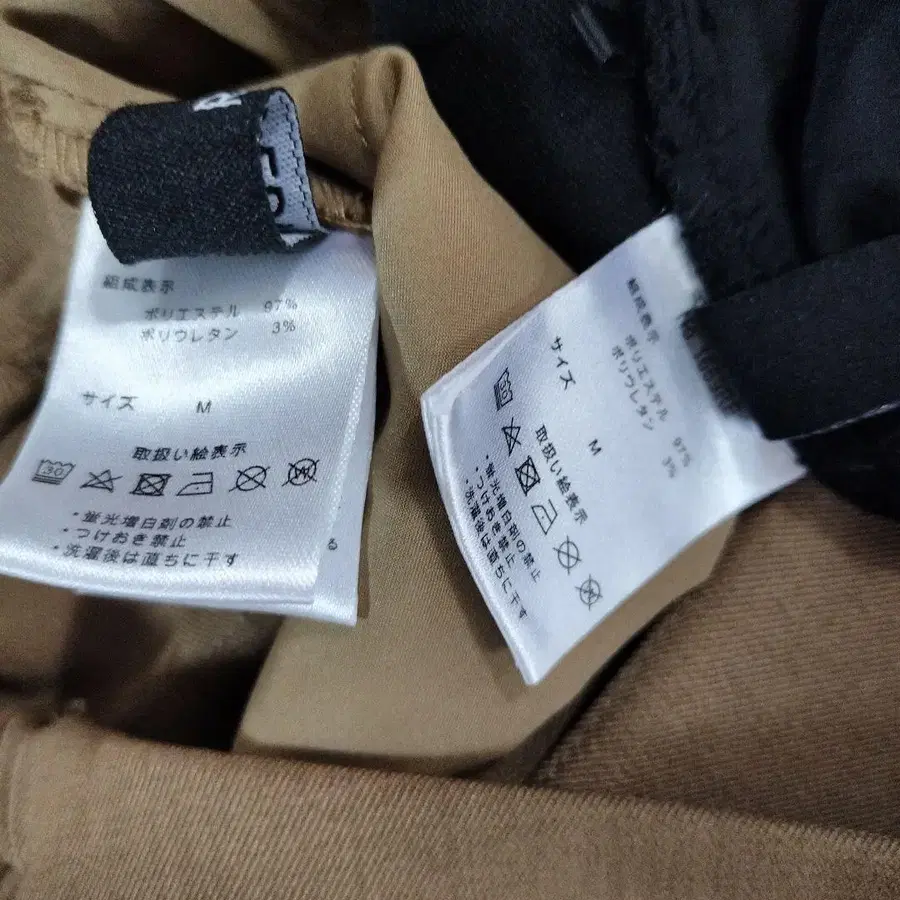 組成表示
ポリエステル 97%
ポリウレタン 3%
サイズ M
取扱い絵表示
30
・蛍光増白剤の禁止
・つけおき禁止
・洗濯後は直ちに干す
る
組成表示
ポリエステル 97%
ポリウレタン 3%
サイズ M
取扱い絵表示
・蛍光増白剤の禁止
・つけおき禁止
・洗濯後は直ちに干す